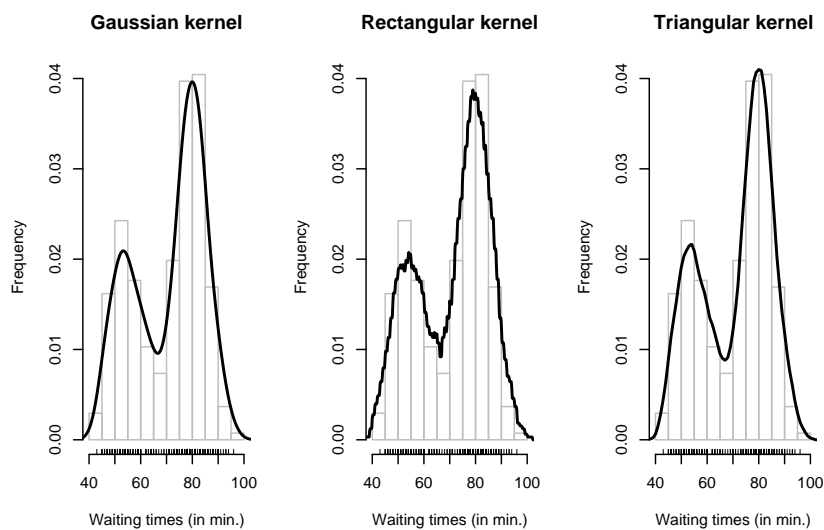 Gaussian kernel
Frequency
0.00 0.01 0.02 0.03 0.04
40 60 80 100
Waiting times (in min.)
Rectangular kernel
Frequency
0.00 0.01 0.02 0.03 0.04
40 60 80 100
Waiting times (in min.)
Triangular kernel
Frequency
0.00 0.01 0.02 0.03 0.04
40 60 80 100
Waiting times (in min.)